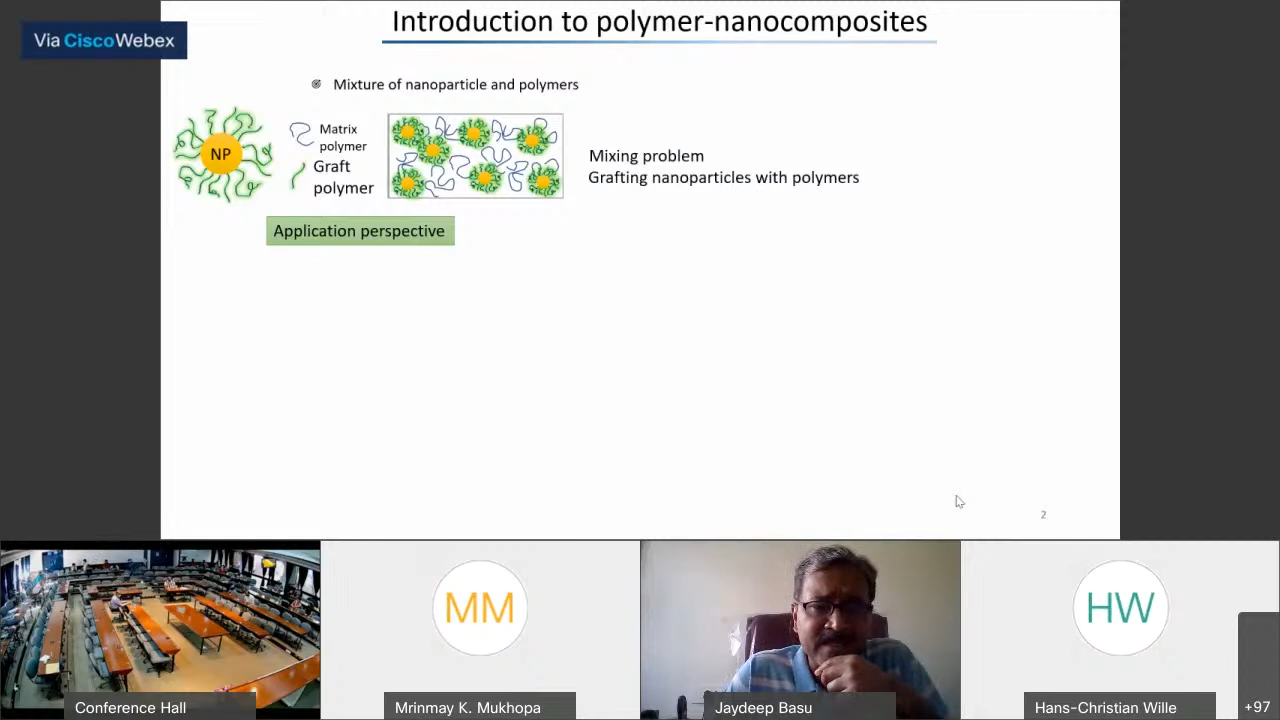 Via CiscoWebex
Introduction to polymer-nanocomposites
Mixture of nanoparticle and polymers
NP
Matrix
polymer
Graft
polymer
Mixing problem
Grafting nanoparticles with polymers
Application perspective
2
MM
HW
Conference Hall
Mrinmay K. Mukhopa
Jaydeep Basu
Hans-Christian Wille
+97